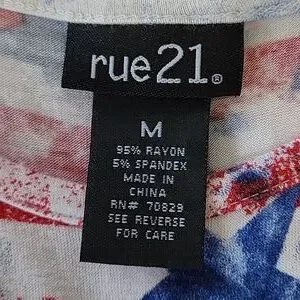 rue21®
M
95% RAYON
5% SPANDEX
MADE IN
CHINA
RN# 70829
SEE REVERSE
FOR CARE